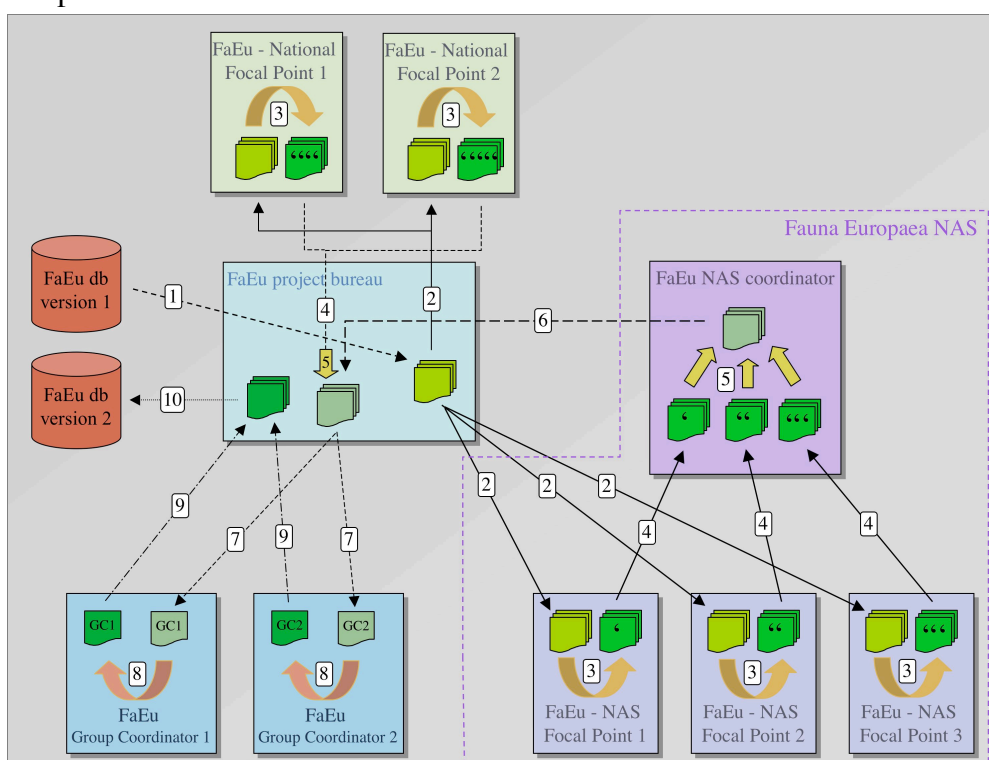 FaEu - National
Focal Point 1
3
‘‘‘‘
FaEu - National
Focal Point 2
3
‘‘‘‘‘
Fauna Europaea NAS
FaEu db
version 1
1
FaEu project bureau
4
2
5
6
FaEu NAS coordinator
5
‘
‘‘
‘‘‘
FaEu db
version 2
10
9
7
9
7
2
2
2
4
4
4
GC1
GC1
8
FaEu
Group Coordinator 1
GC2
GC2
8
FaEu
Group Coordinator 2
‘
3
FaEu - NAS
Focal Point 1
‘‘
3
FaEu - NAS
Focal Point 2
‘‘‘
3
FaEu - NAS
Focal Point 3